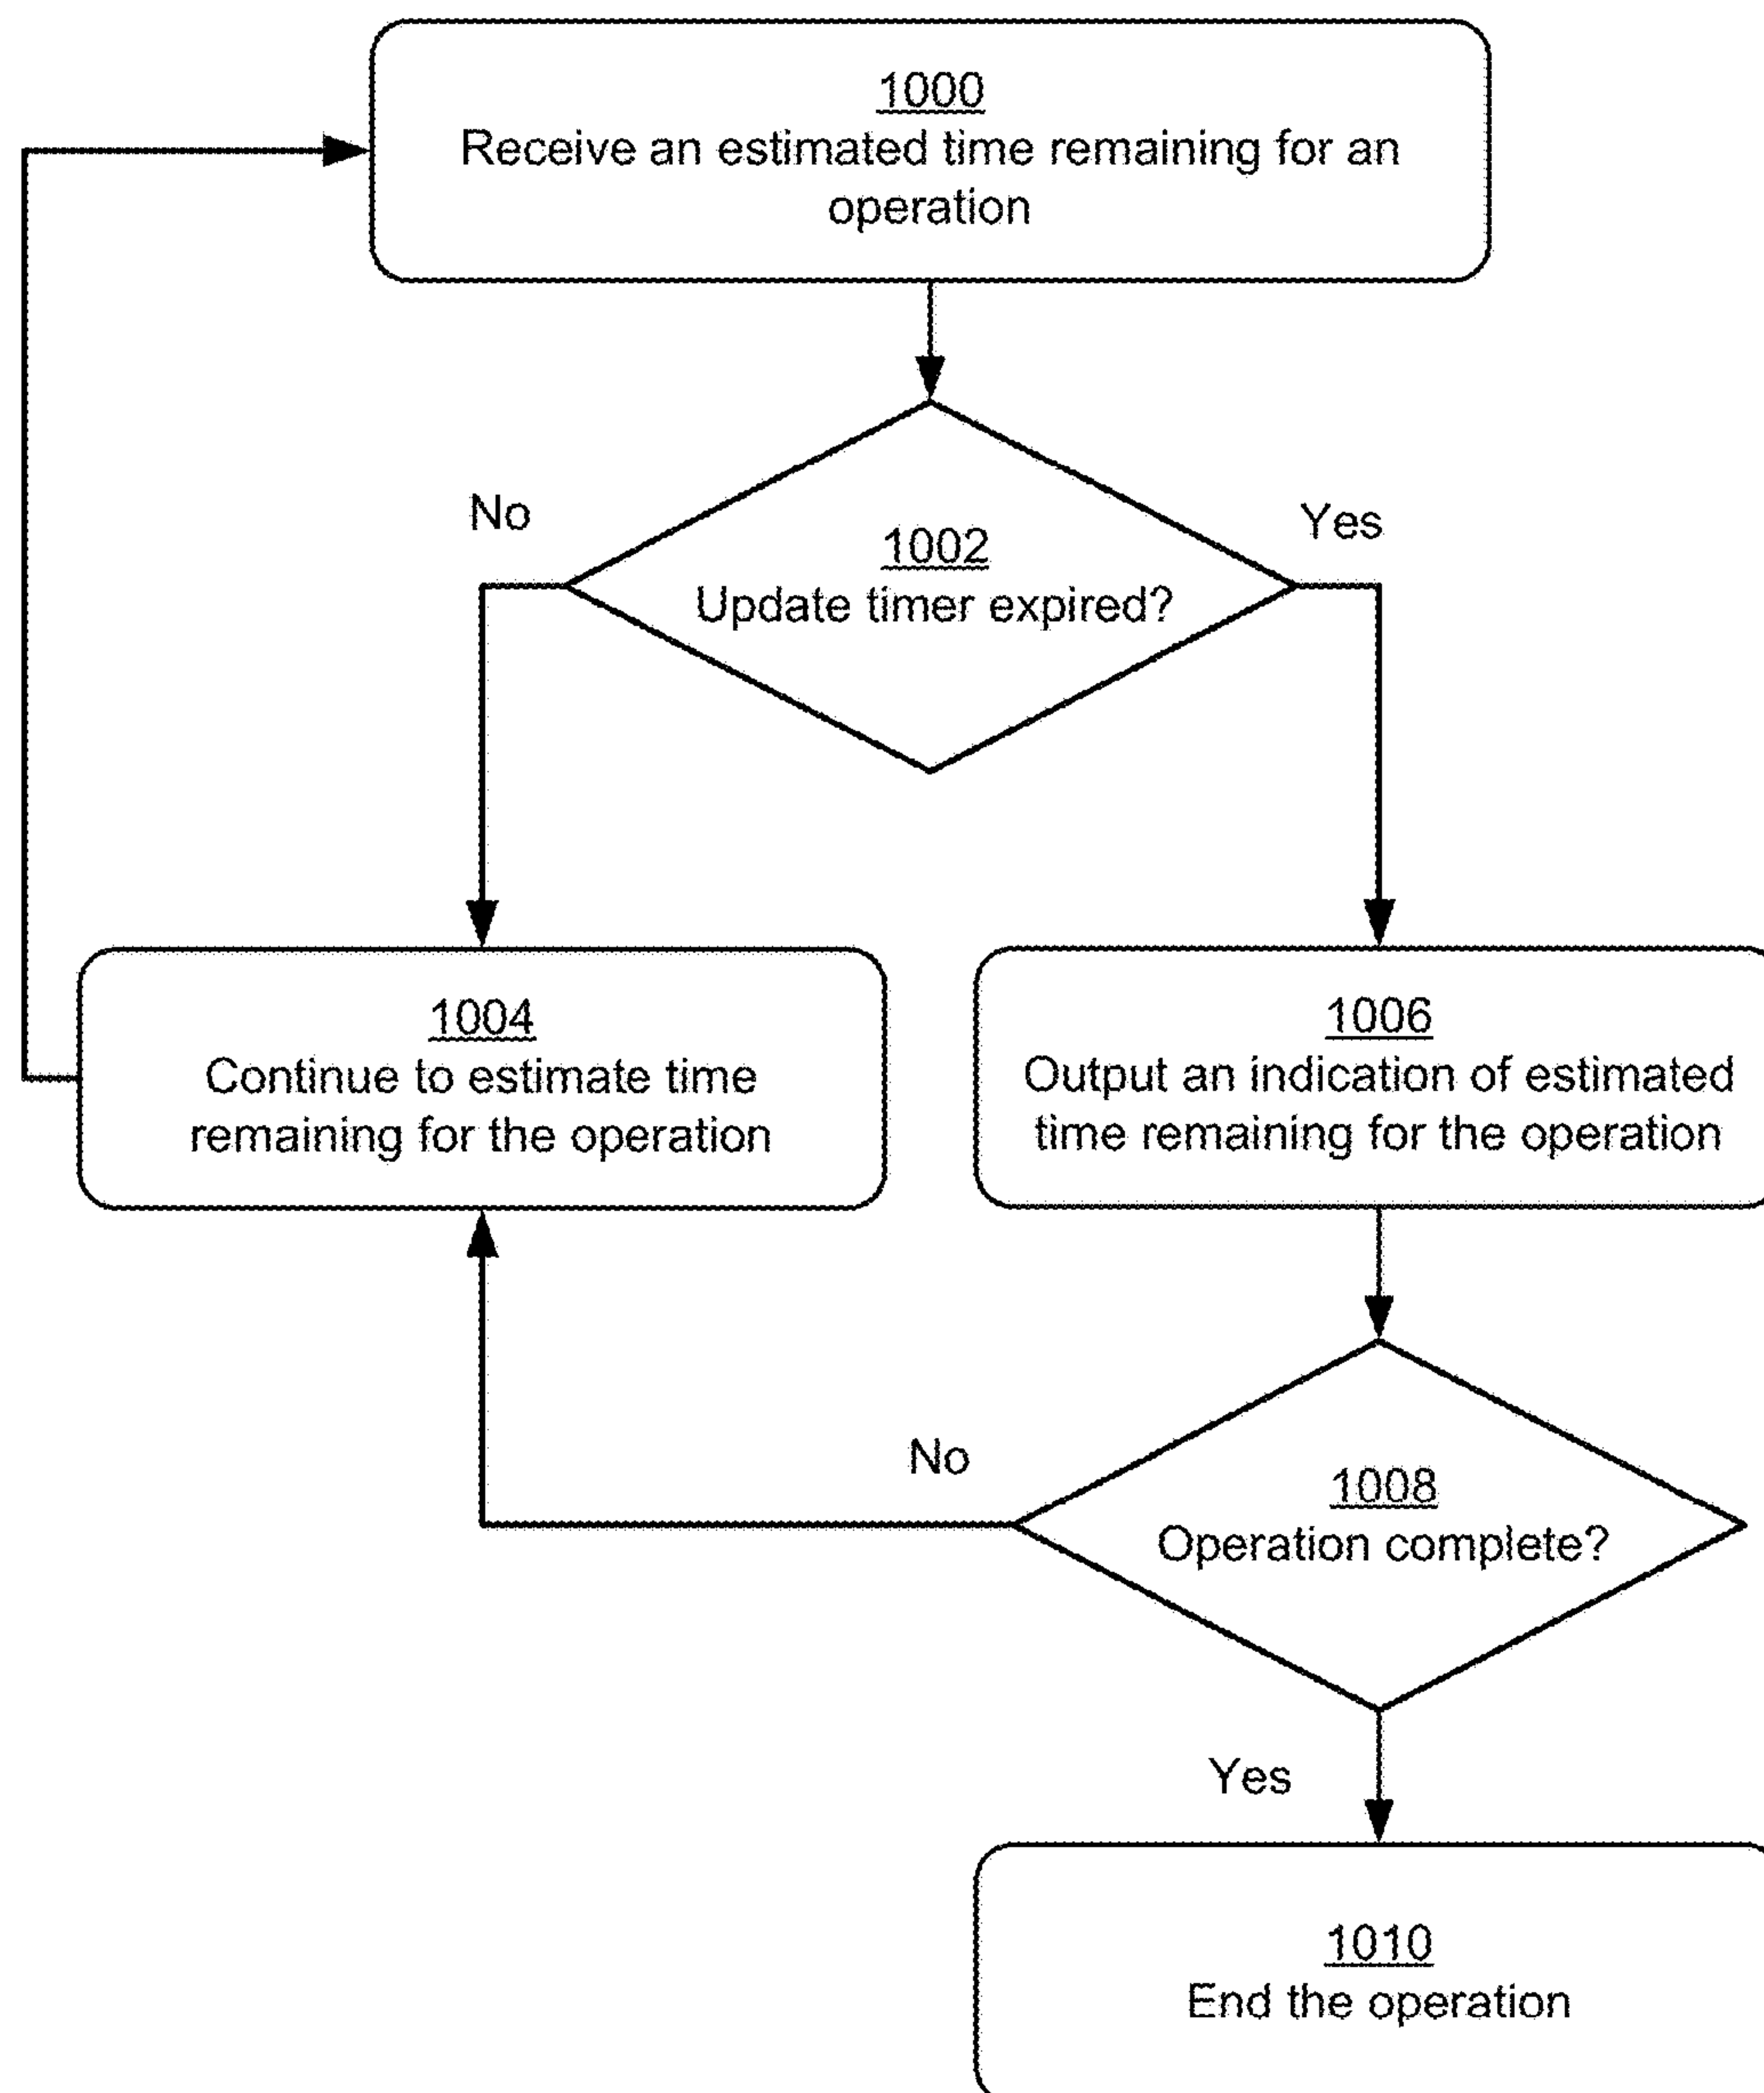 1000
Receive an estimated time remaining for an
operation
No
Yes
1002
Update timer expired?
1004
Continue to estimate time
remaining for the operation
1006
Output an indication of estimated
time remaining for the operation
No
1008
Operation complete?
Yes
1010
End the operation